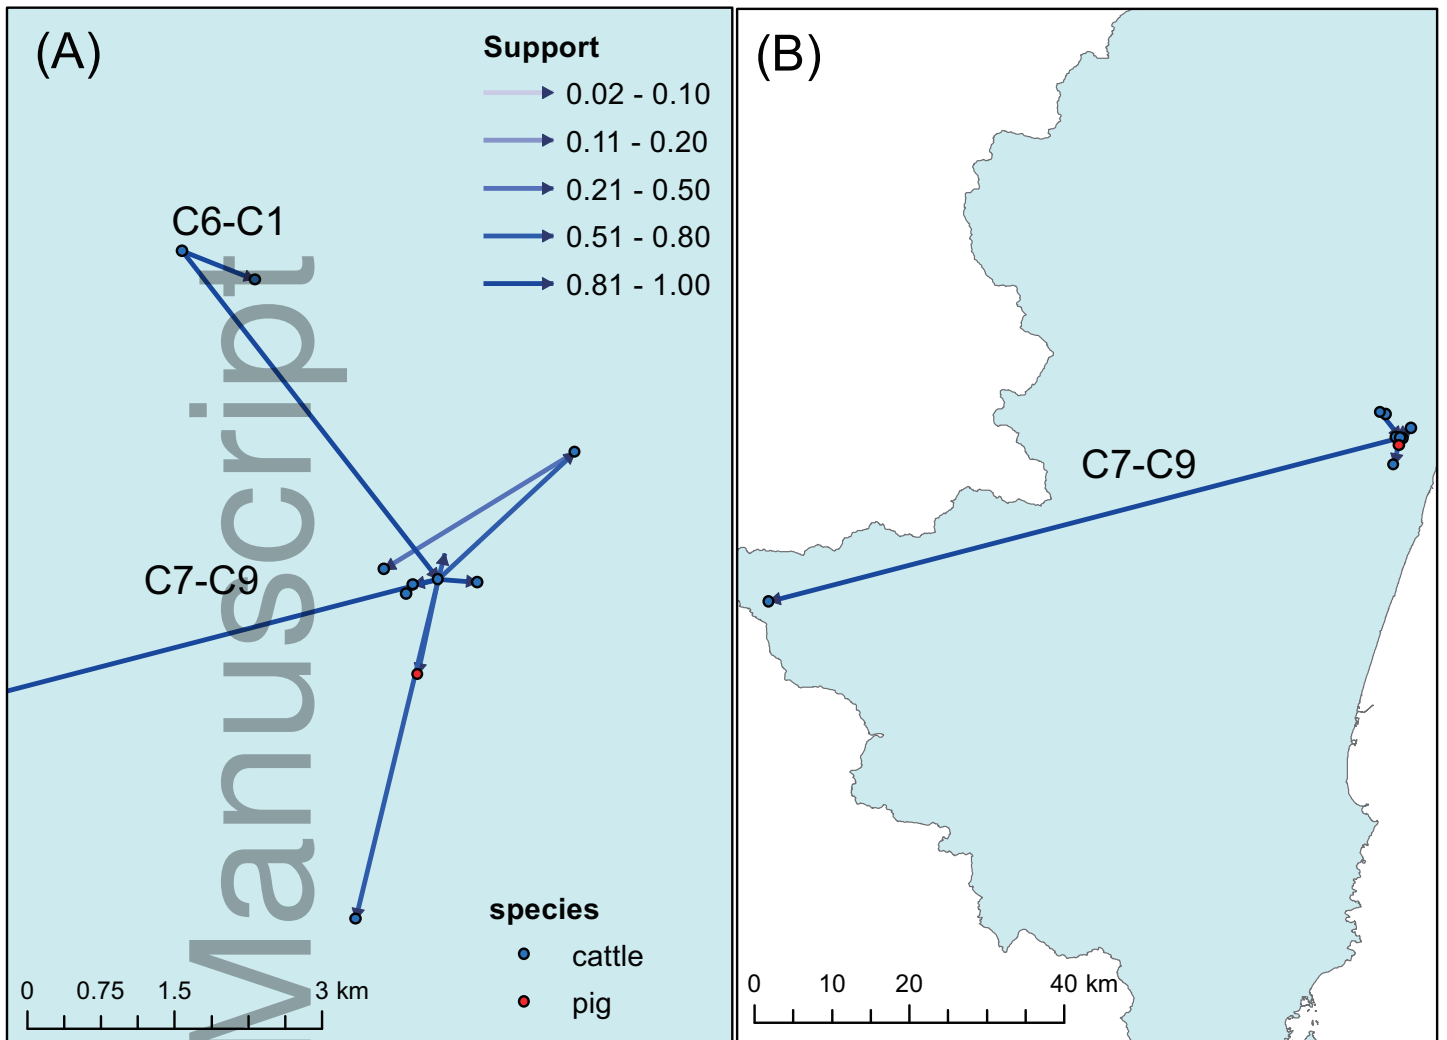 (A)
Support
0.02 - 0.10
0.11 - 0.20
0.21 - 0.50
0.51 - 0.80
0.81 - 1.00
C6-C1
C7-C9
Manuscript
species
cattle
pig
0 0.75 1.5 3 km
(B)
C7-C9
0 10 20 40 km